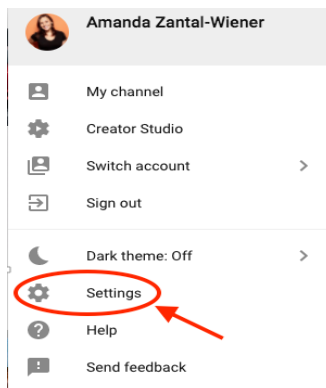 Amanda Zantal-Wiener
My channel
Creator Studio
Switch account
Sign out
Dark theme: Off
Settings
Help
Send feedback